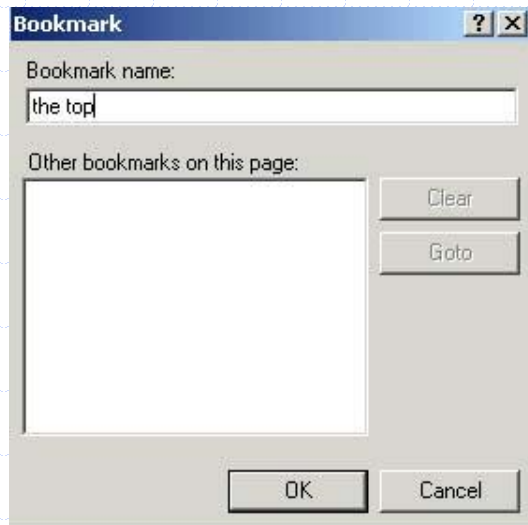 Bookmark
Bookmark name:
the top
Other bookmarks on this page:
Clear
Goto
OK
Cancel